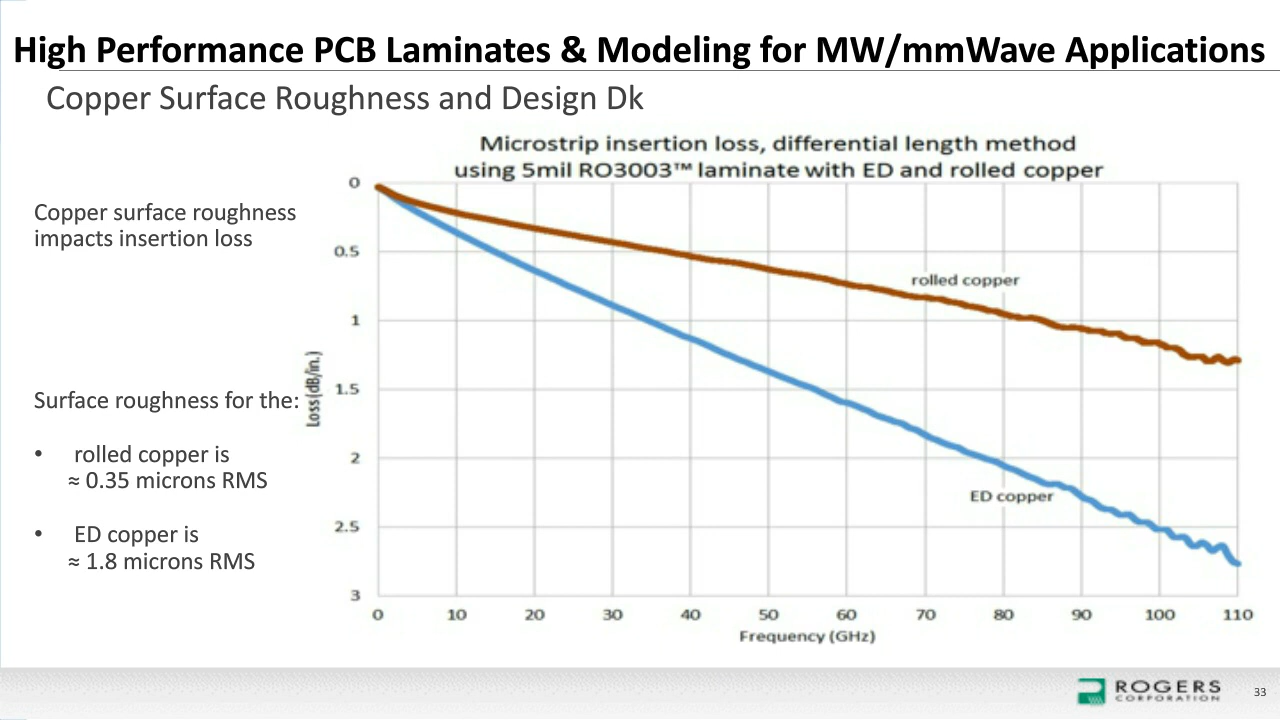 High Performance PCB Laminates & Modeling for MW/mmWave Applications
Copper Surface Roughness and Design Dk
Copper surface roughness
impacts insertion loss
Surface roughness for the:
• rolled copper is
≈ 0.35 microns RMS
• ED copper is
≈ 1.8 microns RMS
Microstrip insertion loss, differential length method
using 5mil RO3003™ laminate with ED and rolled copper
0
0.5
1
1.5
2
2.5
3
Loss (dB/in.)
rolled copper
ED copper
0 10 20 30 40 50 60 70 80 90 100 110
Frequency (GHz)
ROGERS
CORPORATION
33